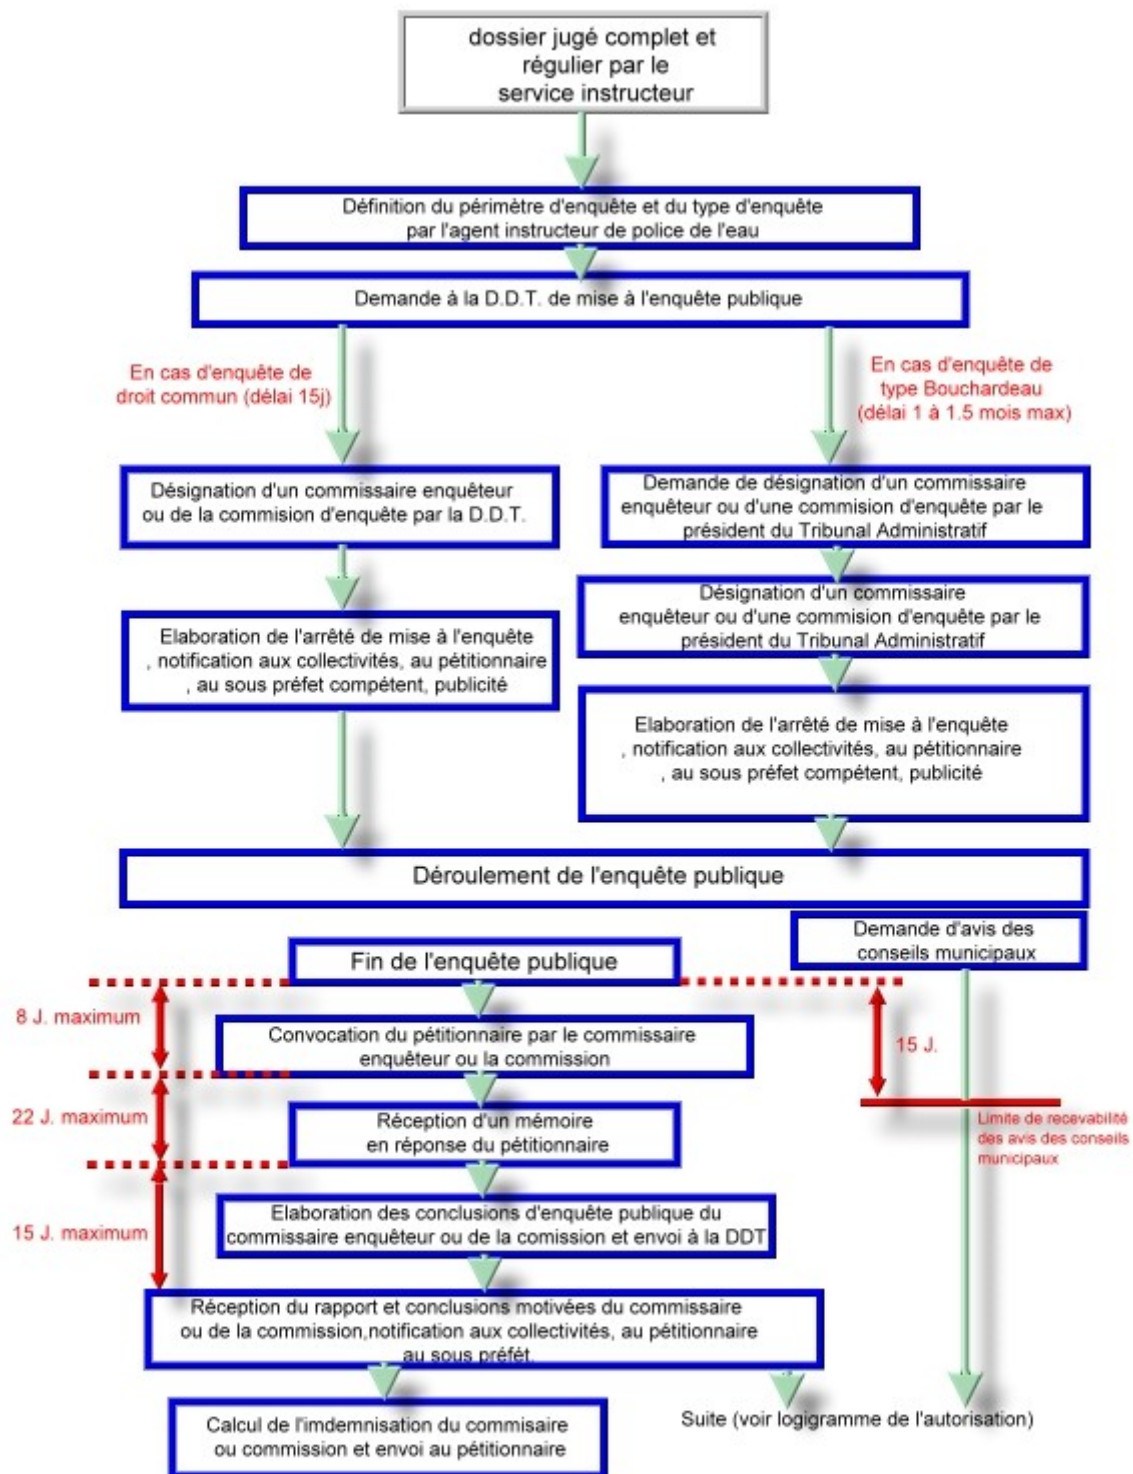 dossier jugé complet et
régulier par le
service instructeur
Définition du périmètre d'enquête et du type d'enquête
par l'agent instructeur de police de l'eau
Demande à la D.D.T. de mise à l'enquête publique
En cas d'enquête de
droit commun (délai 15j)
En cas d'enquête de
type Bouchardeau
(délai 1 à 1.5 mois max)
Désignation d'un commissaire enquêteur
ou de la commision d'enquête par la D.D.T.
Demande de désignation d'un commissaire
enquêteur ou d'une commision d'enquête par le
président du Tribunal Administratif
Désignation d'un commissaire
enquêteur ou d'une commision d'enquête par le
président du Tribunal Administratif
Elaboration de l'arrêté de mise à l'enquête
, notification aux collectivités, au pétitionnaire
, au sous préfet compétent, publicité
Elaboration de l'arrêté de mise à l'enquête
, notification aux collectivités, au pétitionnaire
, au sous préfet compétent, publicité
Déroulement de l'enquête publique
Demande d'avis des
conseils municipaux
Fin de l'enquête publique
8 J. maximum
Convocation du pétitionnaire par le commissaire
enquêteur ou la commission
15 J.
22 J. maximum
Réception d'un mémoire
en réponse du pétitionnaire
Limite de recevabilité
des avis des conseils
municipaux
15 J. maximum
Elaboration des conclusions d'enquête publique du
commissaire enquêteur ou de la comission et envoi à la DDT
Réception du rapport et conclusions motivées du commissaire
ou de la commission,notification aux collectivités, au pétitionnaire
au sous préfét.
Calcul de l'imdemnisation du commisaire
ou commission et envoi au pétitionnaire
Suite (voir logigramme de l'autorisation)